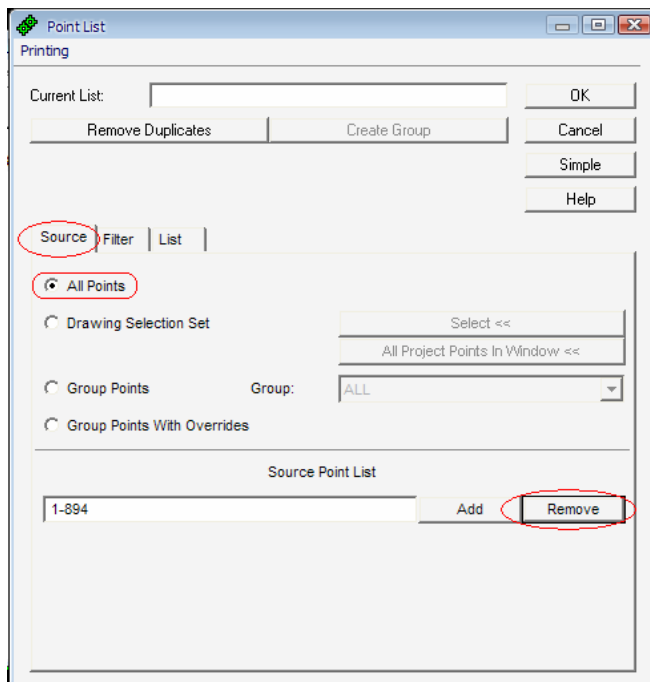 Point List
Printing
Current List:
OK
Remove Duplicates
Create Group
Cancel
Simple
Help
Source
Filter
List
All Points
Drawing Selection Set
Select <<
All Project Points In Window <<
Group Points
Group:
ALL
Group Points With Overrides
Source Point List
1-894
Add
Remove